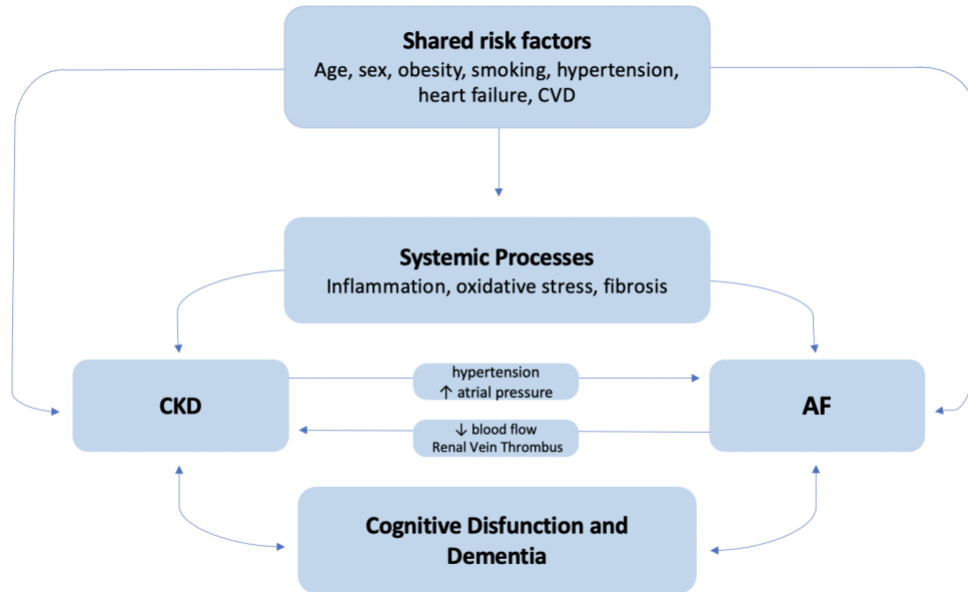 Shared risk factors
Age, sex, obesity, smoking, hypertension,
heart failure, CVD
Systemic Processes
Inflammation, oxidative stress, fibrosis
CKD
hypertension
↑ atrial pressure
AF
↓ blood flow
Renal Vein Thrombus
Cognitive Disfunction and
Dementia